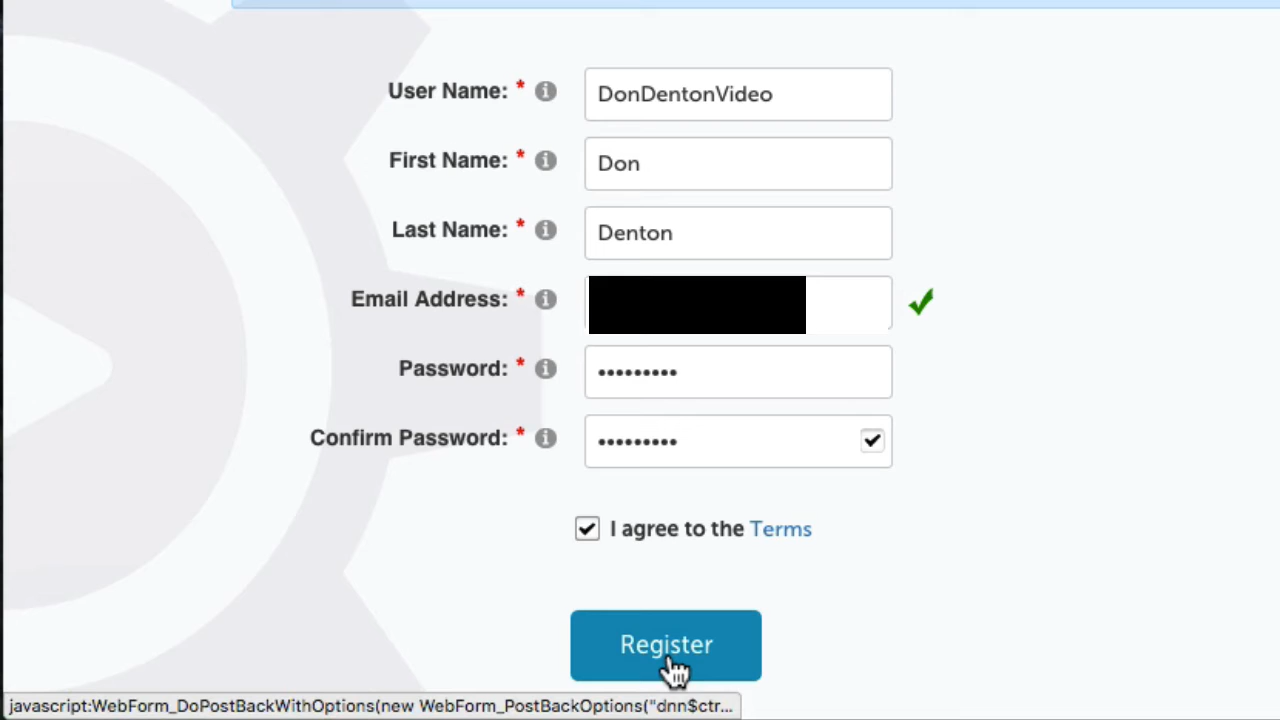 User Name: * DonDentonVideo
First Name: * Don
Last Name: * Denton
Email Address: *
Password: * •••••••••
Confirm Password: * •••••••••
I agree to the Terms
Register
javascript:WebForm_DoPostBackWithOptions(new WebForm_PostBackOptions("dnn$ctr...